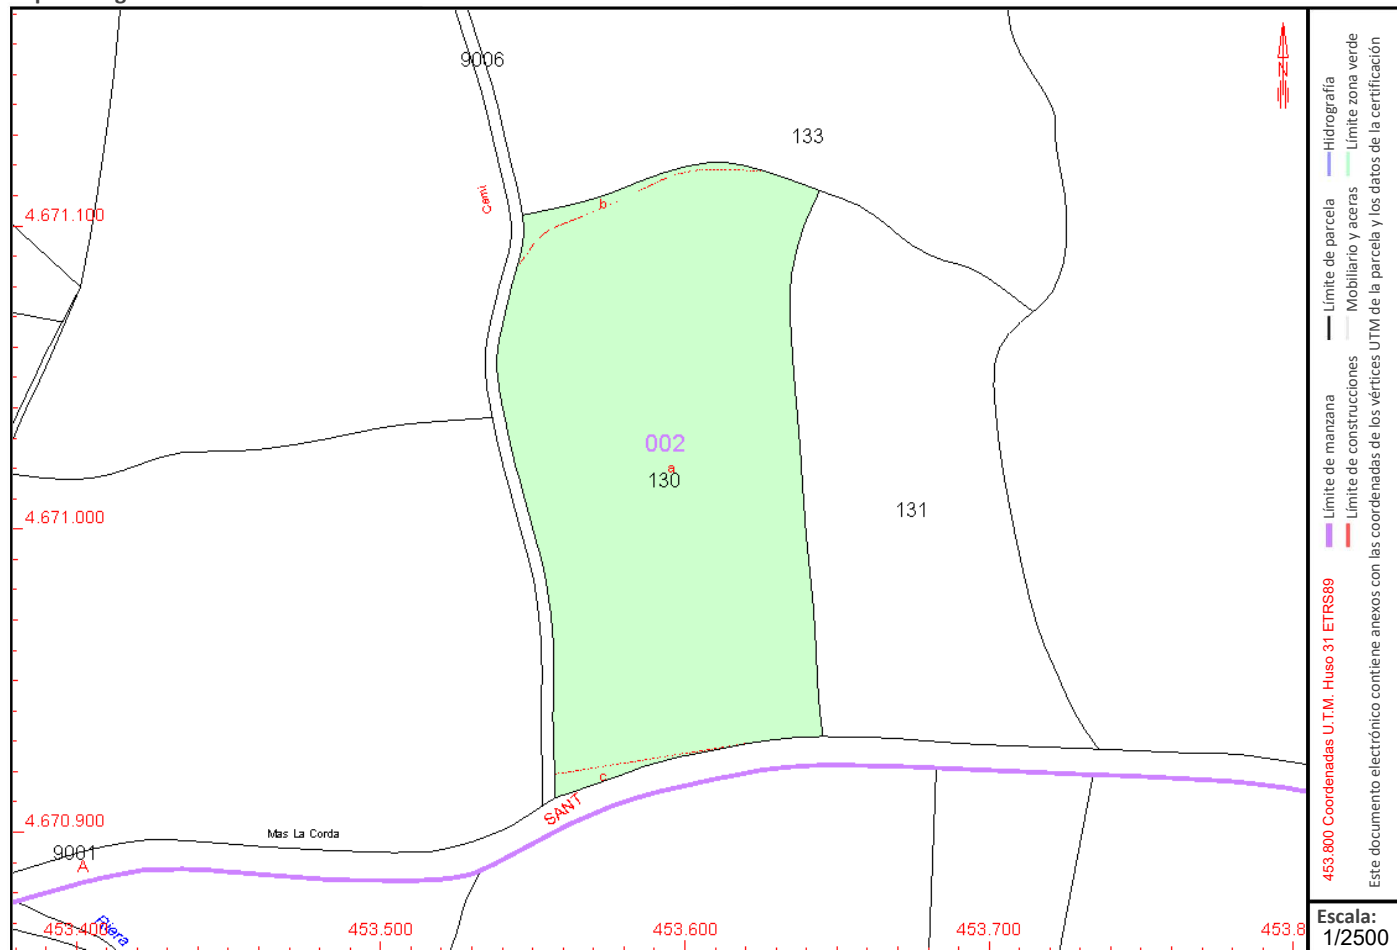 9006
133
Camí
4.671.100
b
002
a
130
131
4.671.000
c
SANT
4.670.900
Mas La Corda
9001
A
Riera
453.400
453.500
453.600
453.700
453.8
N
Hidrografía
Límite zona verde
Límite de parcela
Mobiliario y aceras
Límite de manzana
Límite de construcciones
453.800 Coordenadas U.T.M. Huso 31 ETRS89
Este documento electrónico contiene anexos con las coordenadas de los vértices UTM de la parcela y los datos de la certificación
Escala:
1/2500